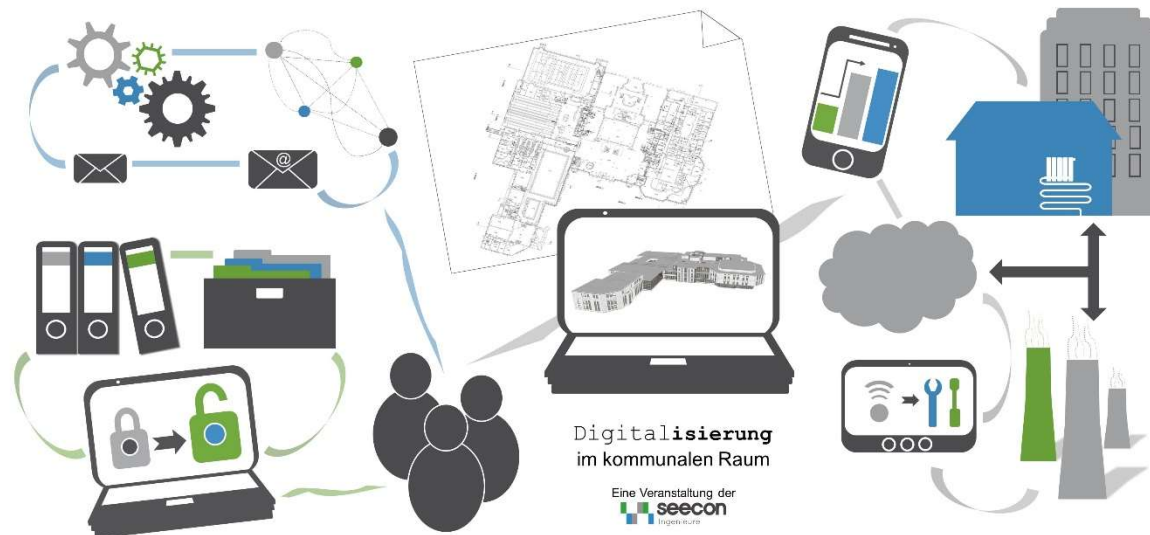 @
Digitalisierung
im kommunalen Raum
Eine Veranstaltung der
seecon
Ingenieure